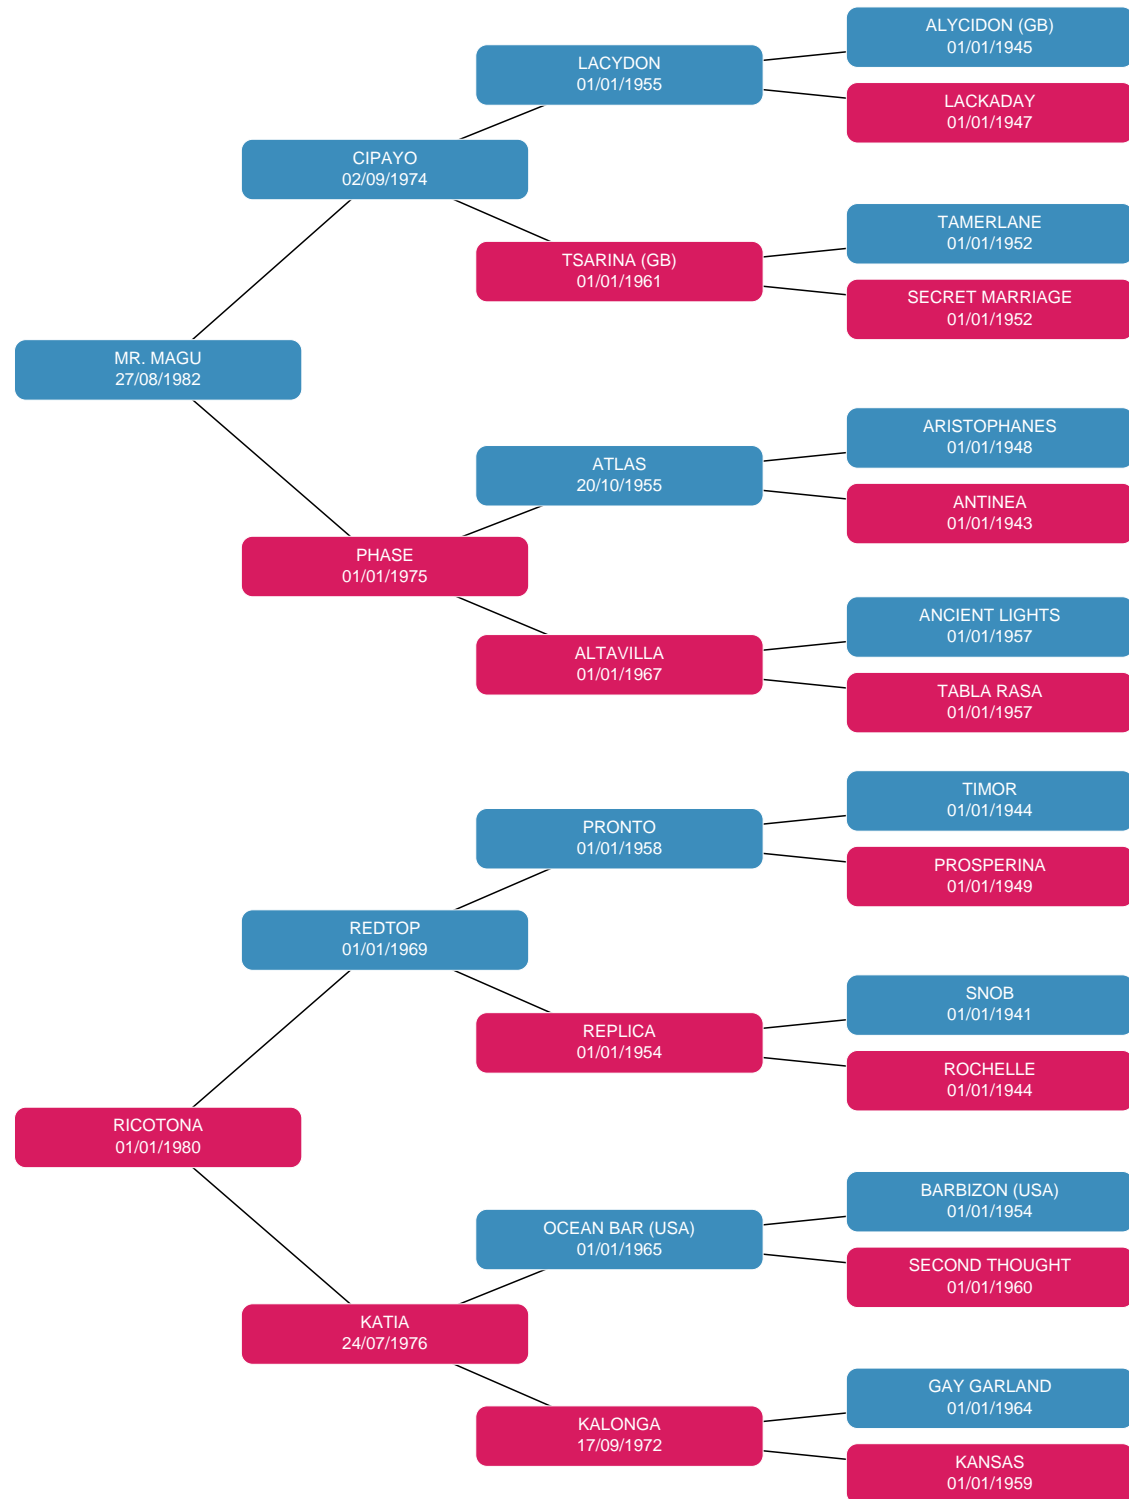 ALYCIDON (GB)
01/01/1945
LACYDON
01/01/1955
LACKADAY
01/01/1947
CIPAYO
02/09/1974
TAMERLANE
01/01/1952
TSARINA (GB)
01/01/1961
SECRET MARRIAGE
01/01/1952
MR. MAGU
27/08/1982
ARISTOPHANES
01/01/1948
ATLAS
20/10/1955
ANTINEA
01/01/1943
PHASE
01/01/1975
ANCIENT LIGHTS
01/01/1957
ALTAVILLA
01/01/1967
TABLA RASA
01/01/1957
TIMOR
01/01/1944
PRONTO
01/01/1958
PROSPERINA
01/01/1949
REDTOP
01/01/1969
SNOB
01/01/1941
REPLICA
01/01/1954
ROCHELLE
01/01/1944
RICOTONA
01/01/1980
BARBIZON (USA)
01/01/1954
OCEAN BAR (USA)
01/01/1965
SECOND THOUGHT
01/01/1960
KATIA
24/07/1976
GAY GARLAND
01/01/1964
KALONGA
17/09/1972
KANSAS
01/01/1959